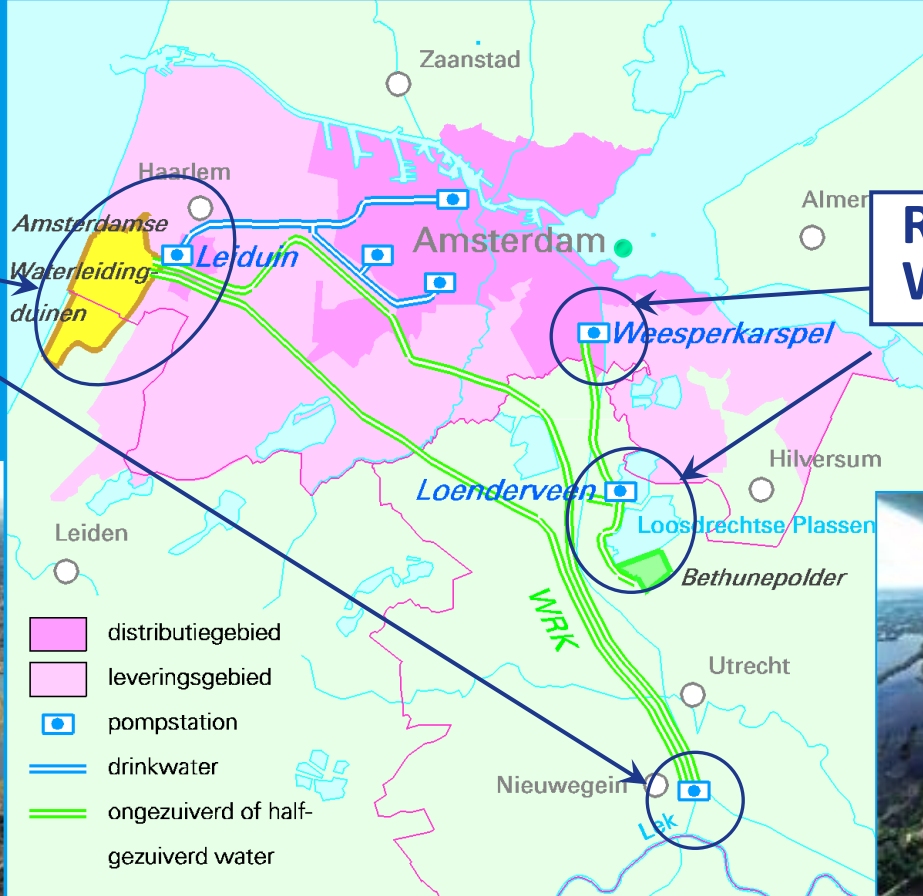 Zaanstad
Haarlem
Amsterdamse
Waterleiding-
duinen
Leiduin
Amsterdam
Almer
R
W
Weesperkarspel
Hilversum
Loenderveen
Loosdrechtse Plassen
Leiden
Bethunepolder
WRK
distributiegebied
leveringsgebied
pompstation
drinkwater
ongezuiverd of half-
gezuiverd water
Utrecht
Nieuwegein
Lek